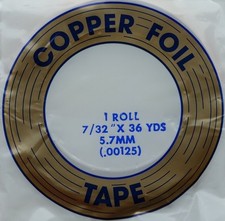 COPPER FOIL
1 ROLL
7/32" X 36 YDS
5.7MM
(.00125)
TAPE